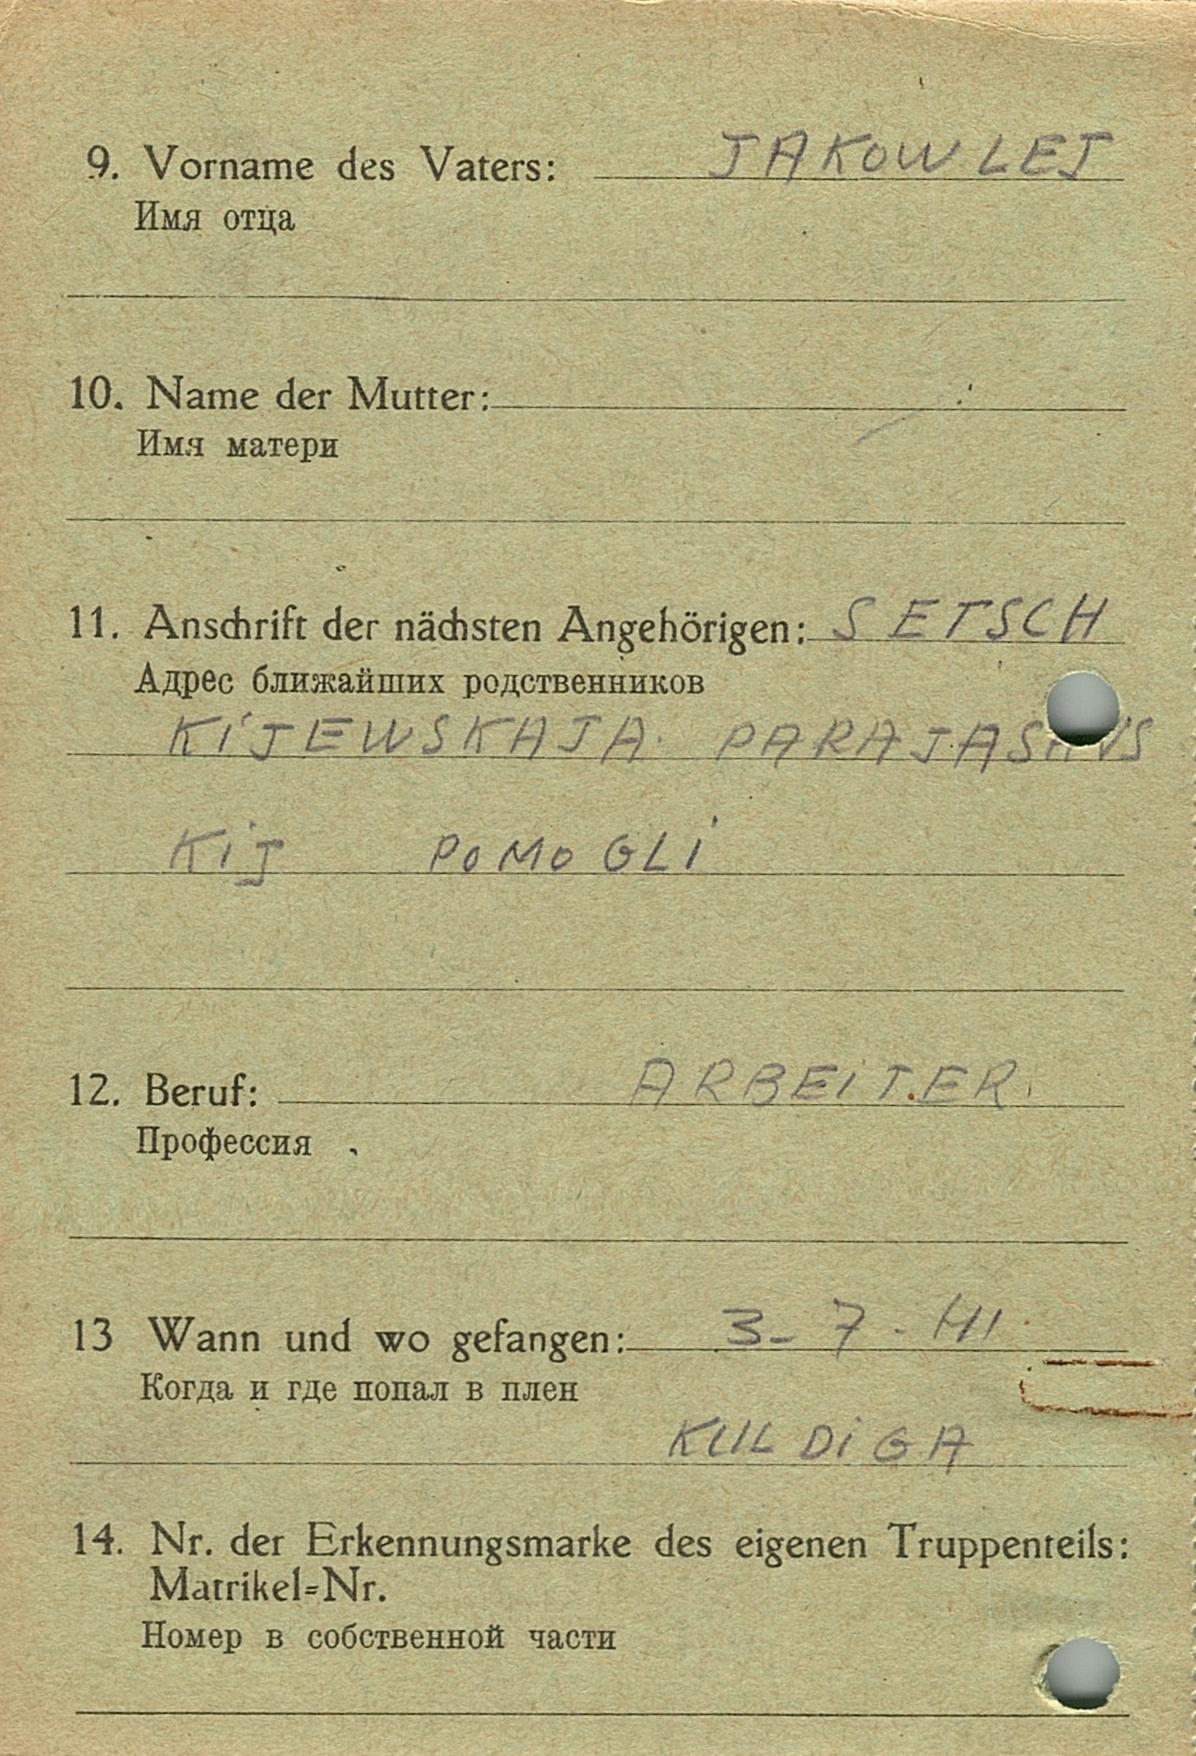 9. Vorname des Vaters: JAKOWLEJ
Имя отца
10. Name der Mutter:
Имя матери
11. Anschrift der nächsten Angehörigen: SETSCH
Адрес ближайших родственников
KIJEWSKAJA
KIJ POMOGLI
12. Beruf: ARBEITER
Профессия
13 Wann und wo gefangen: 3-7-41
Когда и где попал в плен
KULDIGA
14. Nr. der Erkennungsmarke des eigenen Truppenteils:
Matrikel=Nr.
Номер в собственной части